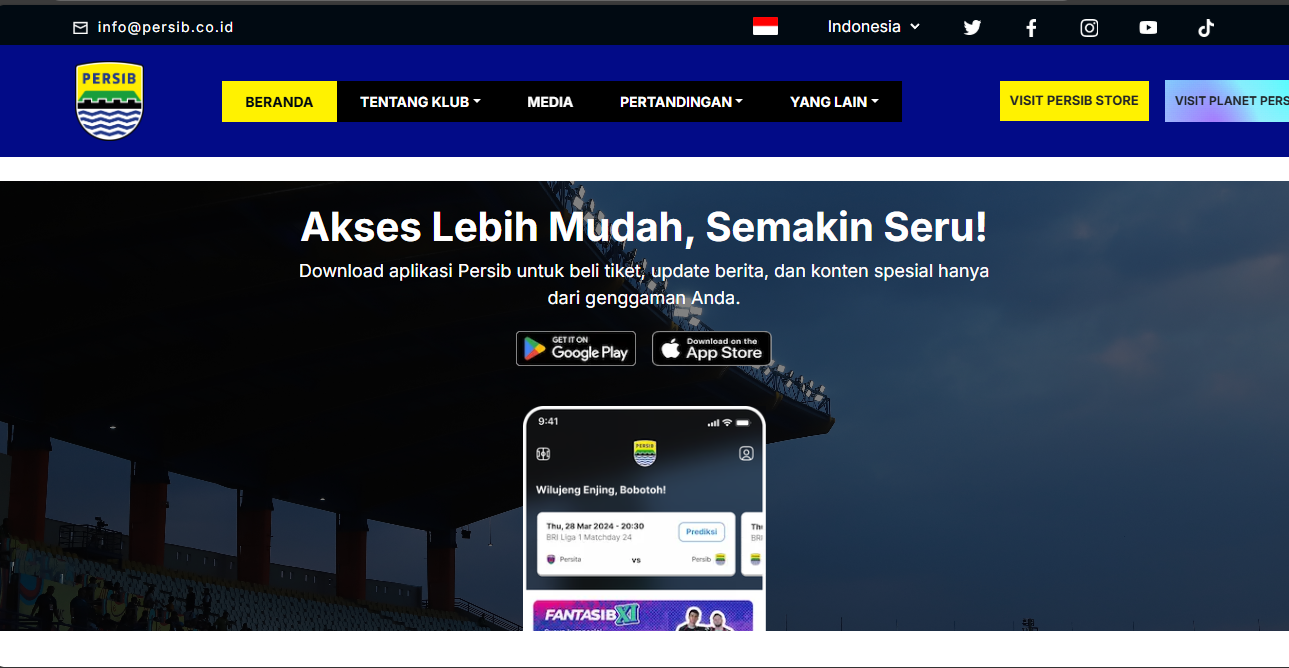 info@persib.co.id
Indonesia
PERSIB
BERANDA
TENTANG KLUB
MEDIA
PERTANDINGAN
YANG LAIN
VISIT PERSIB STORE
VISIT PLANET PERS
Akses Lebih Mudah, Semakin Seru!
Download aplikasi Persib untuk beli tiket, update berita, dan konten spesial hanya
dari genggaman Anda.
GET IT ON
Google Play
Download on the
App Store
9:41
PERSIB
Wilujeng Enjing, Bobotoh!
Thu, 28 Mar 2024 - 20:30
BRI Liga 1 Matchday 24
Prediksi
Persita
vs
Persib
Thu
BRI
FANTASIB XI